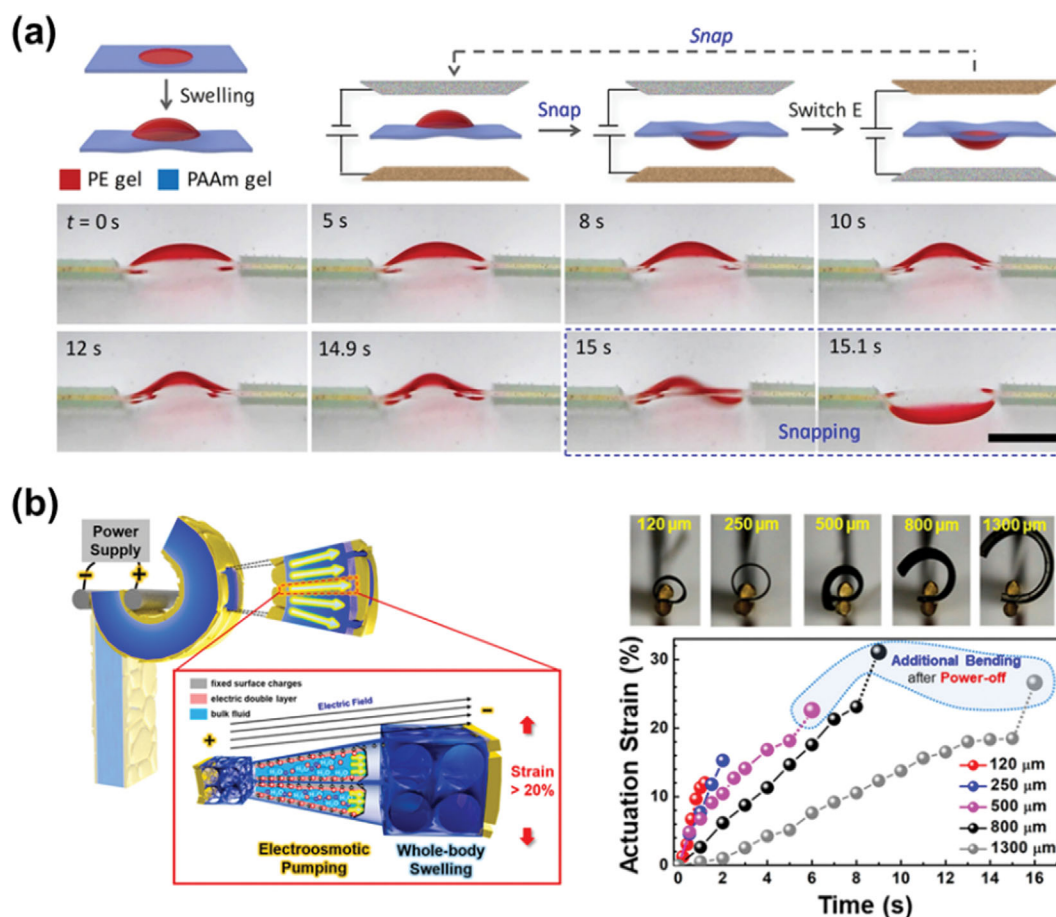 (a)
Snap
Swelling
Snap
Switch E
PE gel
PAAm gel
t = 0 s
5 s
8 s
10 s
12 s
14.9 s
15 s
15.1 s
Snapping
(b)
Power
Supply
−
+
fixed surface charges
electric double layer
bulk fluid
Electric Field
+
−
Strain
> 20%
Electroosmotic
Pumping
Whole-body
Swelling
120 µm
250 µm
500 µm
800 µm
1300 µm
Actuation Strain (%)
30
20
10
0
Additional Bending
after Power-off
120 µm
250 µm
500 µm
800 µm
1300 µm
0 2 4 6 8 10 12 14 16
Time (s)